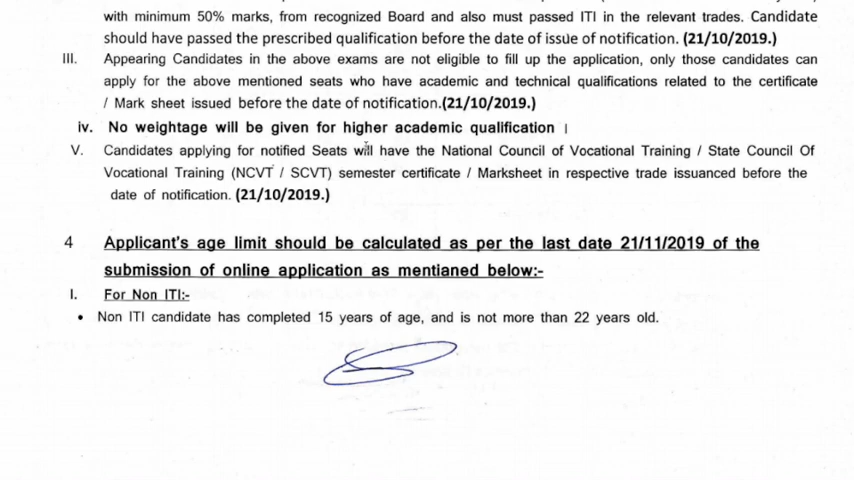 with minimum 50% marks, from recognized Board and also must passed ITI in the relevant trades. Candidate
should have passed the prescribed qualification before the date of issue of notification. (21/10/2019.)
III. Appearing Candidates in the above exams are not eligible to fill up the application, only those candidates can
apply for the above mentioned seats who have academic and technical qualifications related to the certificate
/ Mark sheet issued before the date of notification.(21/10/2019.)
iv. No weightage will be given for higher academic qualification |
V. Candidates applying for notified Seats will have the National Council of Vocational Training / State Council Of
Vocational Training (NCVT / SCVT) semester certificate / Marksheet in respective trade issuanced before the
date of notification. (21/10/2019.)
4 Applicant's age limit should be calculated as per the last date 21/11/2019 of the
submission of online application as mentianed below:-
I. For Non ITI:-
• Non ITI candidate has completed 15 years of age, and is not more than 22 years old.